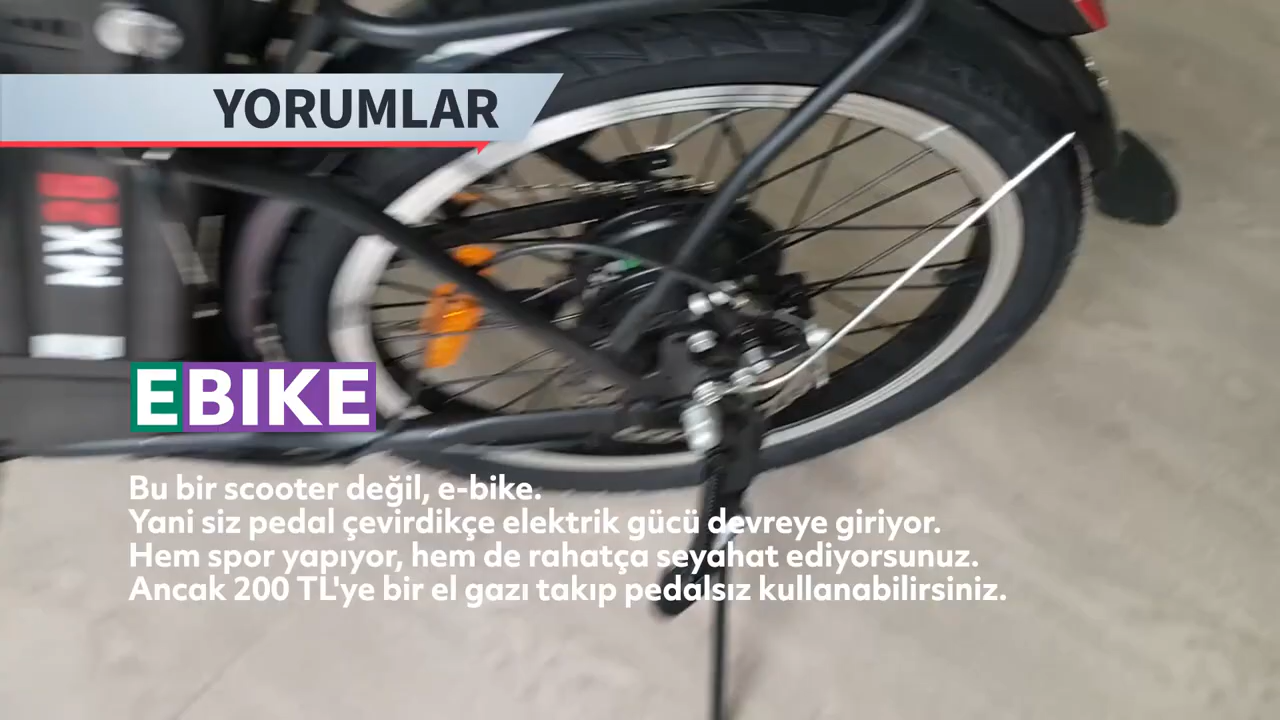 YORUMLAR
MX8
EBIKE
Bu bir scooter değil, e-bike.
Yani siz pedal çevirdikçe elektrik gücü devreye giriyor.
Hem spor yapıyor, hem de rahatça seyahat ediyorsunuz.
Ancak 200 TL'ye bir el gazı takıp pedalsız kullanabilirsiniz.